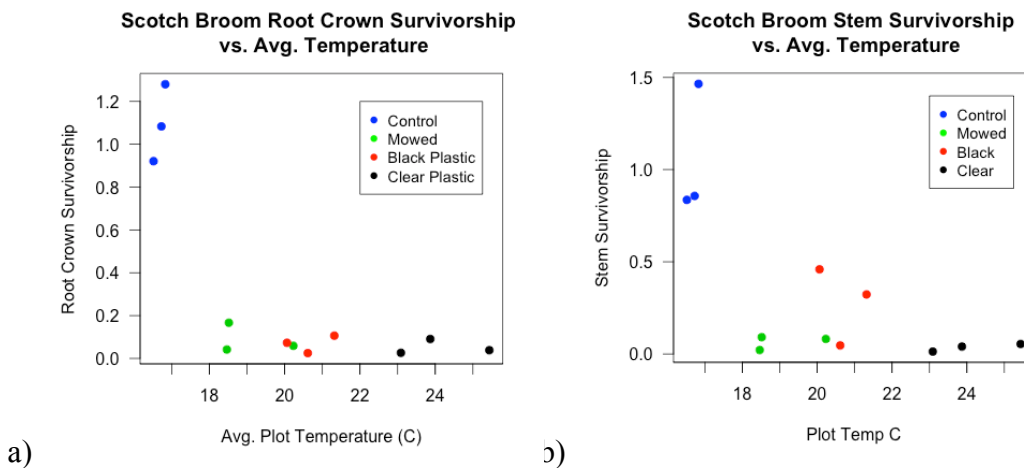 Scotch Broom Root Crown Survivorship
vs. Avg. Temperature
Root Crown Survivorship
1.2
1.0
0.8
0.6
0.4
0.2
0.0
Control
Mowed
Black Plastic
Clear Plastic
18 20 22 24
Avg. Plot Temperature (C)
a)
Scotch Broom Stem Survivorship
vs. Avg. Temperature
Stem Survivorship
1.5
1.0
0.5
0.0
Control
Mowed
Black
Clear
18 20 22 24
Plot Temp C
b)